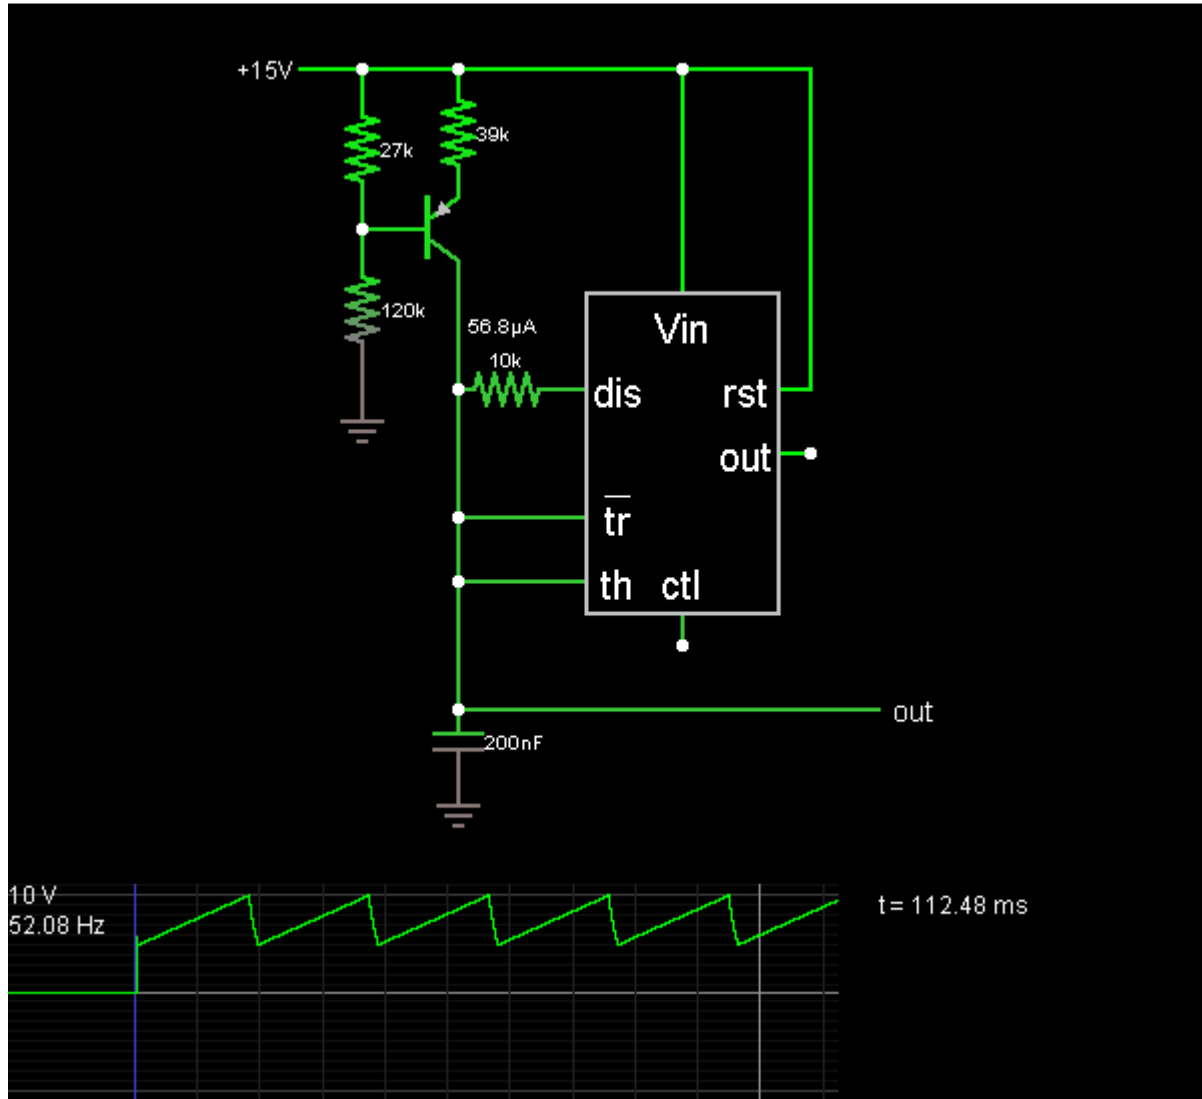 +15V
27k
39k
120k
56.8µA
10k
Vin
dis
rst
out
tr
th
ctl
out
200nF
10 V
52.08 Hz
t = 112.48 ms